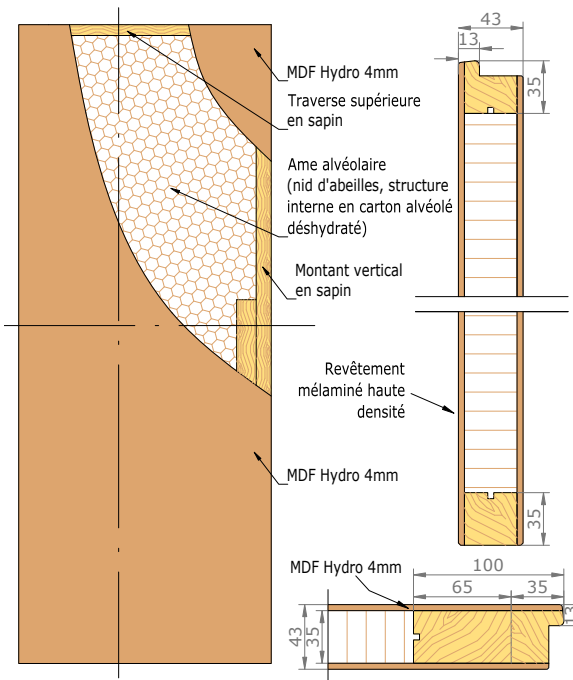 MDF Hydro 4mm
Traverse supérieure
en sapin
Ame alvéolaire
(nid d'abeilles, structure
interne en carton alvéolé
déshydraté)
Montant vertical
en sapin
MDF Hydro 4mm
43
13
35
Revêtement
mélaminé haute
densité
35
MDF Hydro 4mm
100
65
35
13
43
35